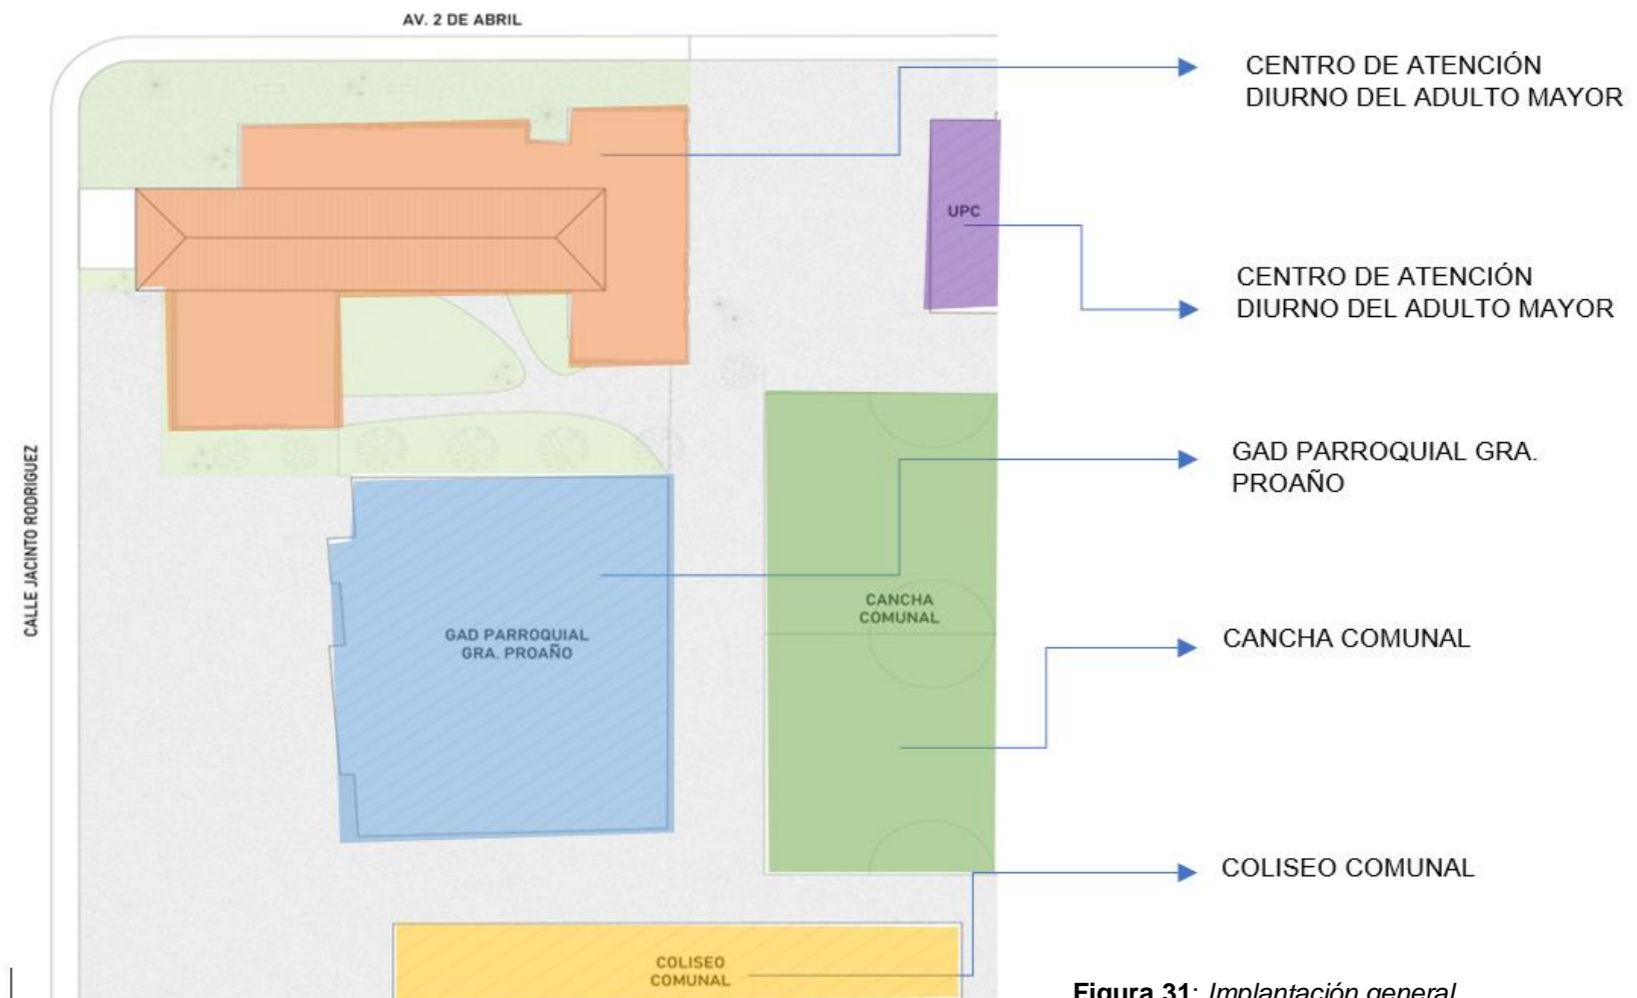 AV. 2 DE ABRIL
CENTRO DE ATENCIÓN
DIURNO DEL ADULTO MAYOR
UPC
CENTRO DE ATENCIÓN
DIURNO DEL ADULTO MAYOR
CALLE JACINTO RODRIGUEZ
GAD PARROQUIAL GRA.
PROAÑO
CANCHA
COMUNAL
GAD PARROQUIAL
GRA. PROAÑO
CANCHA COMUNAL
COLISEO COMUNAL
COLISEO
COMUNAL
Figura 31: Implantación general